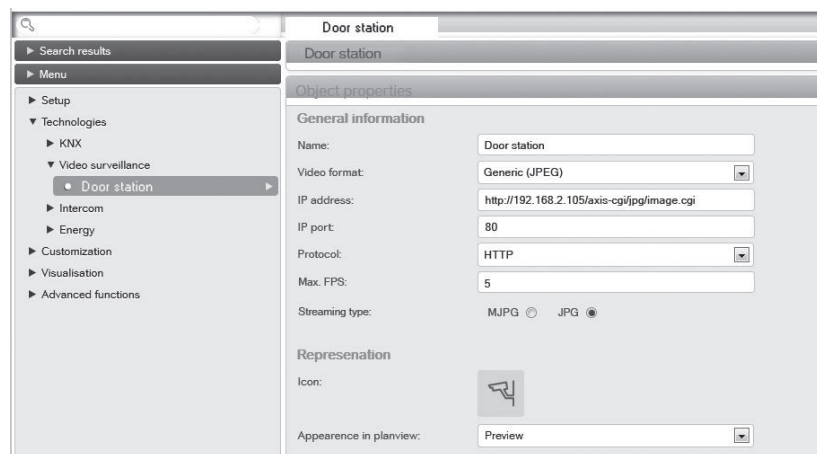 Door station
Search results
Door station
Menu
Object properties
Setup
General information
Technologies
Name: Door station
KNX
Video format: Generic (JPEG)
Video surveillance
Door station
IP address: http://192.168.2.105/axis-cgi/jpg/image.cgi
Intercom
IP port: 80
Energy
Protocol: HTTP
Customization
Visualisation
Max. FPS: 5
Advanced functions
Streaming type: MJPG JPG
Represenation
Icon:
Appearence in planview: Preview